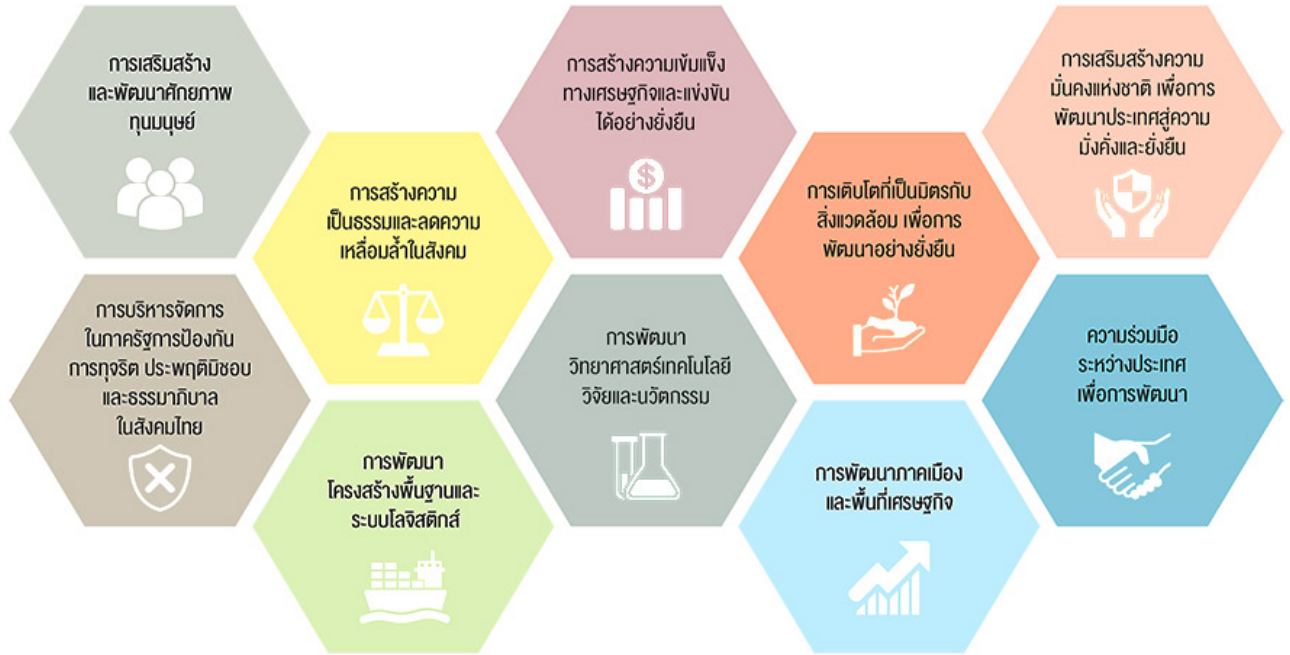 การเสริมสร้าง
และพัฒนาศักยภาพ
ทุนมนุษย์
การสร้างความ
เป็นธรรมและลดความ
เหลื่อมล้ำในสังคม
การสร้างความเข้มแข็ง
ทางเศรษฐกิจและแข่งขัน
ได้อย่างยั่งยืน
การเติบโตที่เป็นมิตรกับ
สิ่งแวดล้อม เพื่อการ
พัฒนาอย่างยั่งยืน
การเสริมสร้างความ
มั่นคงแห่งชาติ เพื่อการ
พัฒนาประเทศสู่ความ
มั่งคั่งและยั่งยืน
การบริหารจัดการ
ในภาครัฐการป้องกัน
การทุจริต ประพฤติมิชอบ
และธรรมาภิบาล
ในสังคมไทย
การพัฒนา
โครงสร้างพื้นฐานและ
ระบบโลจิสติกส์
การพัฒนา
วิทยาศาสตร์เทคโนโลยี
วิจัยและนวัตกรรม
การพัฒนาภาคเมือง
และพื้นที่เศรษฐกิจ
ความร่วมมือ
ระหว่างประเทศ
เพื่อการพัฒนา